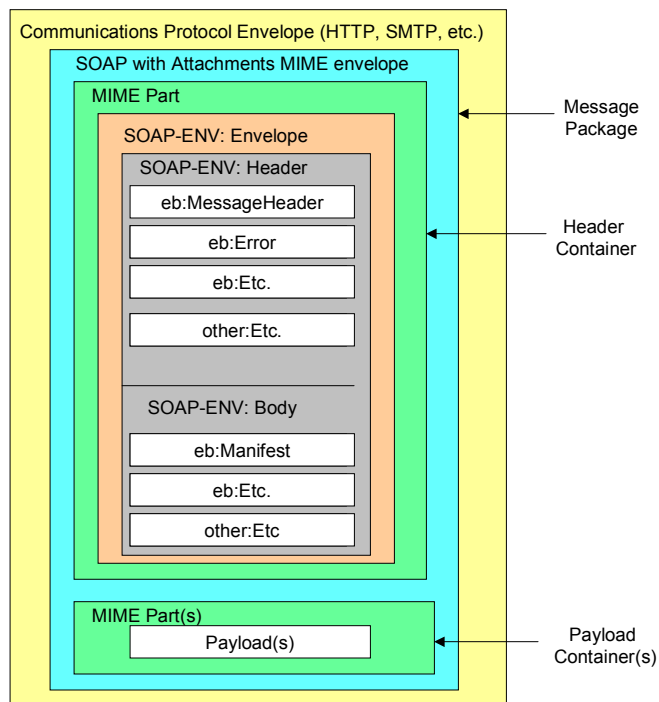 Communications Protocol Envelope (HTTP, SMTP, etc.)
SOAP with Attachments MIME envelope
MIME Part
SOAP-ENV: Envelope
SOAP-ENV: Header
eb:MessageHeader
eb:Error
eb:Etc.
other:Etc.
SOAP-ENV: Body
eb:Manifest
eb:Etc.
other:Etc
MIME Part(s)
Payload(s)
Message
Package
Header
Container
Payload
Container(s)